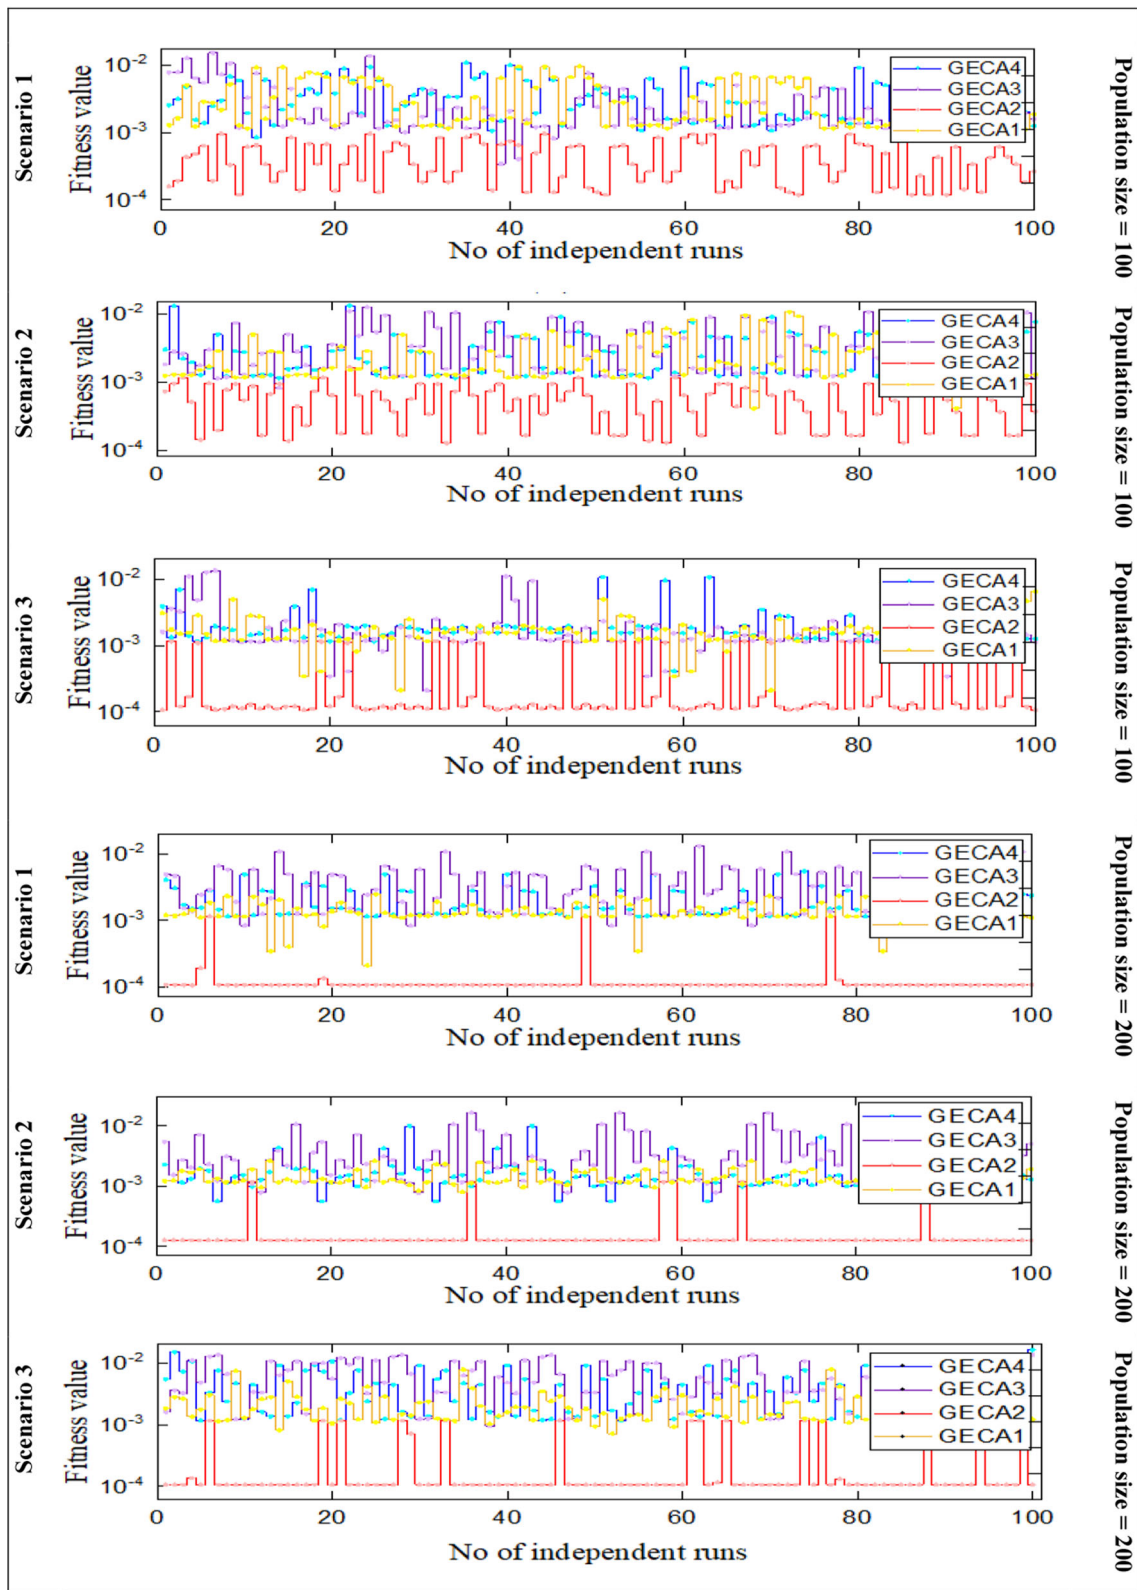 Scenario 1
Fitness value
10⁻²
10⁻³
10⁻⁴
GECA4
GECA3
GECA2
GECA1
0
20
40
60
80
100
No of independent runs
Population size = 100
Scenario 2
Fitness value
10⁻²
10⁻³
10⁻⁴
GECA4
GECA3
GECA2
GECA1
0
20
40
60
80
100
No of independent runs
Population size = 100
Scenario 3
Fitness value
10⁻²
10⁻³
10⁻⁴
GECA4
GECA3
GECA2
GECA1
0
20
40
60
80
100
No of independent runs
Population size = 100
Scenario 1
Fitness value
10⁻²
10⁻³
10⁻⁴
GECA4
GECA3
GECA2
GECA1
0
20
40
60
80
100
No of independent runs
Population size = 200
Scenario 2
Fitness value
10⁻²
10⁻³
10⁻⁴
GECA4
GECA3
GECA2
GECA1
0
20
40
60
80
100
No of independent runs
Population size = 200
Scenario 3
Fitness value
10⁻²
10⁻³
10⁻⁴
GECA4
GECA3
GECA2
GECA1
0
20
40
60
80
100
No of independent runs
Population size = 200